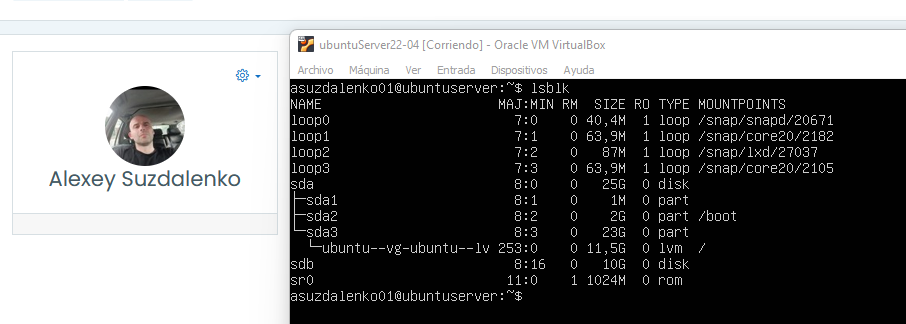 Alexey Suzdalenko
ubuntuServer22-04 [Corriendo] - Oracle VM VirtualBox
Archivo Máquina Ver Entrada Dispositivos Ayuda
asuzdalenko01@ubuntuserver:~$ lsblk
NAME MAJ:MIN RM SIZE RO TYPE MOUNTPOINTS
loop0 7:0 0 40,4M 1 loop /snap/snapd/20671
loop1 7:1 0 63,9M 1 loop /snap/core20/2182
loop2 7:2 0 87M 1 loop /snap/lxd/27037
loop3 7:3 0 63,9M 1 loop /snap/core20/2105
sda 8:0 0 25G 0 disk
├─sda1 8:1 0 1M 0 part
├─sda2 8:2 0 2G 0 part /boot
└─sda3 8:3 0 23G 0 part
  └─ubuntu--vg-ubuntu--lv 253:0 0 11,5G 0 lvm /
sdb 8:16 0 10G 0 disk
sr0 11:0 1 1024M 0 rom
asuzdalenko01@ubuntuserver:~$